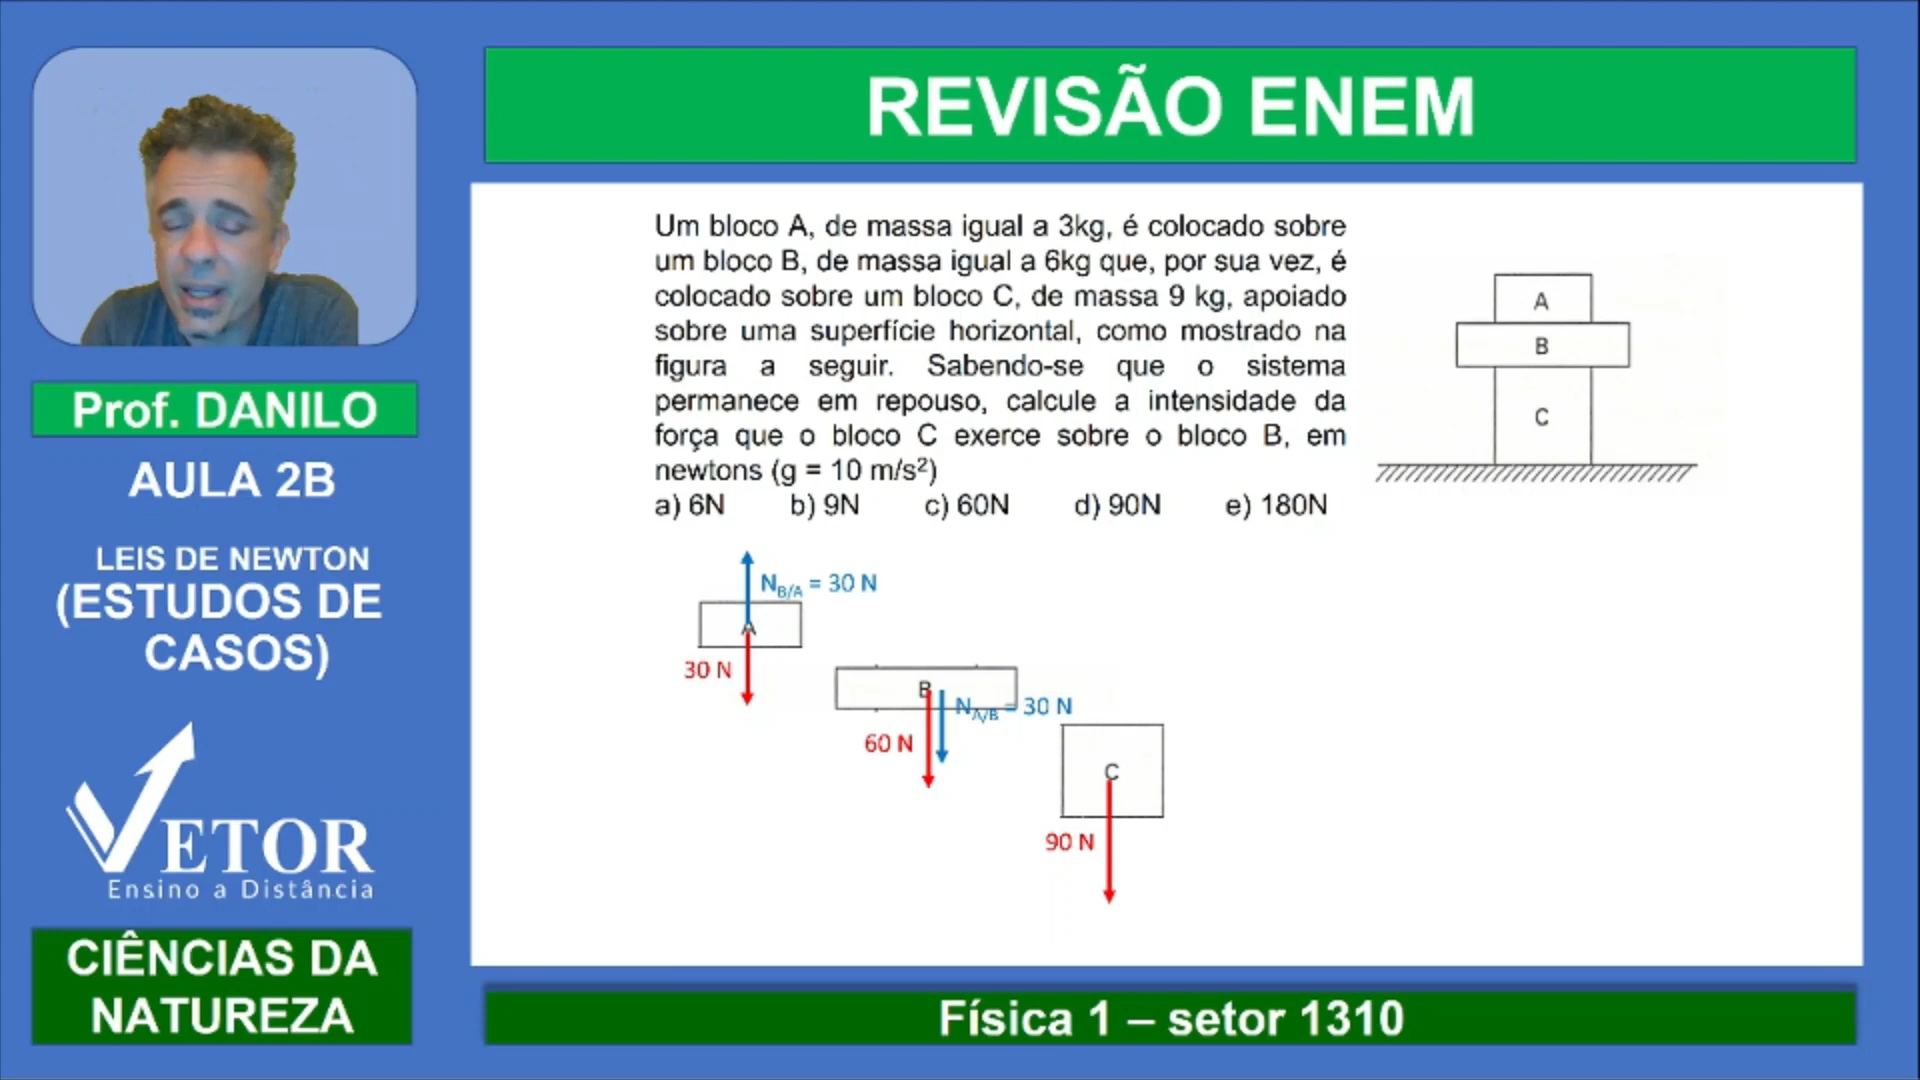 REVISÃO ENEM
Prof. DANILO
AULA 2B
LEIS DE NEWTON
(ESTUDOS DE
CASOS)
VETOR
Ensino a Distância
CIÊNCIAS DA
NATUREZA
Um bloco A, de massa igual a 3kg, é colocado sobre
um bloco B, de massa igual a 6kg que, por sua vez, é
colocado sobre um bloco C, de massa 9 kg, apoiado
sobre uma superfície horizontal, como mostrado na
figura a seguir. Sabendo-se que o sistema
permanece em repouso, calcule a intensidade da
força que o bloco C exerce sobre o bloco B, em
newtons (g = 10 m/s²)
a) 6N b) 9N c) 60N d) 90N e) 180N
A
B
C
N_B/A = 30 N
A
30 N
B
N_A/B = 30 N
60 N
C
90 N
Física 1 – setor 1310